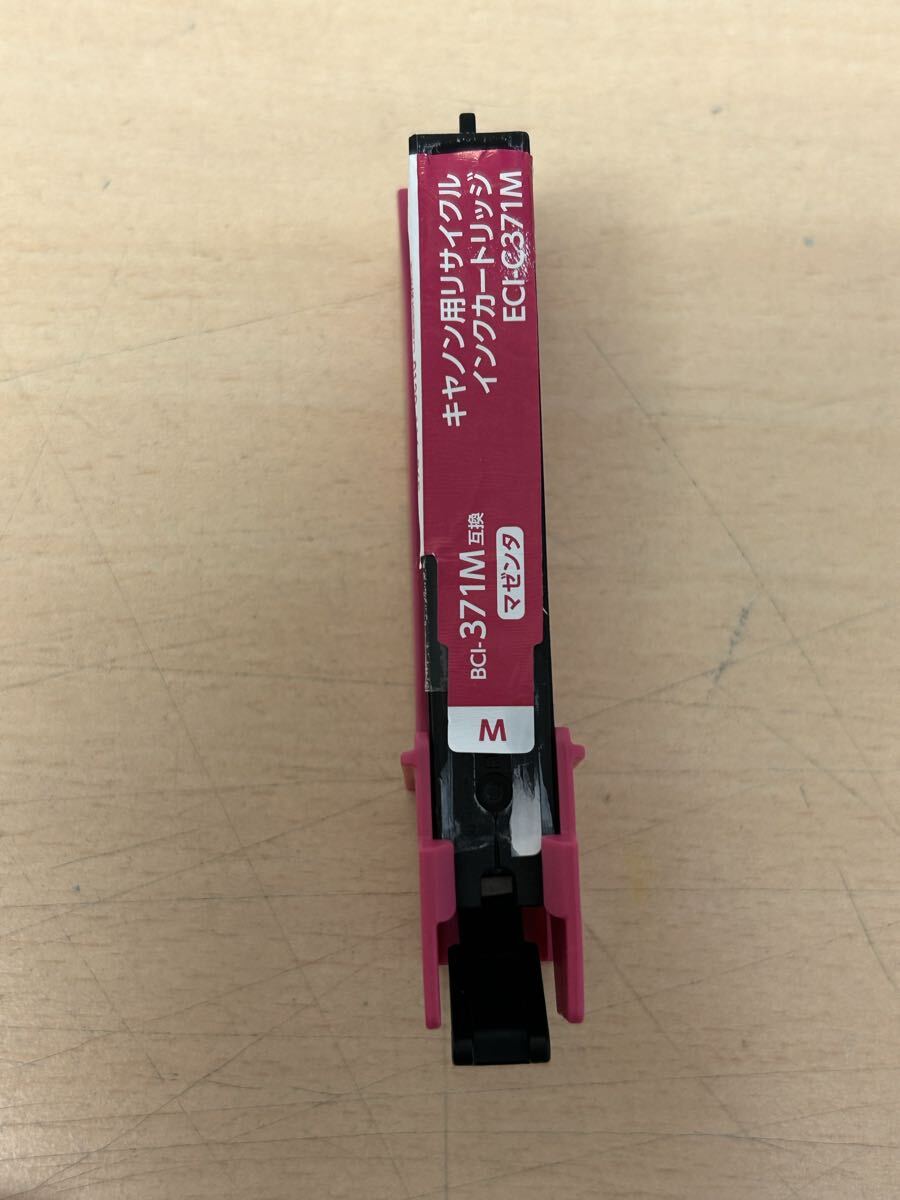 キヤノン用リサイクル
インクカートリッジ
ECI-C371M
BCI-371M互換
マゼンタ
M